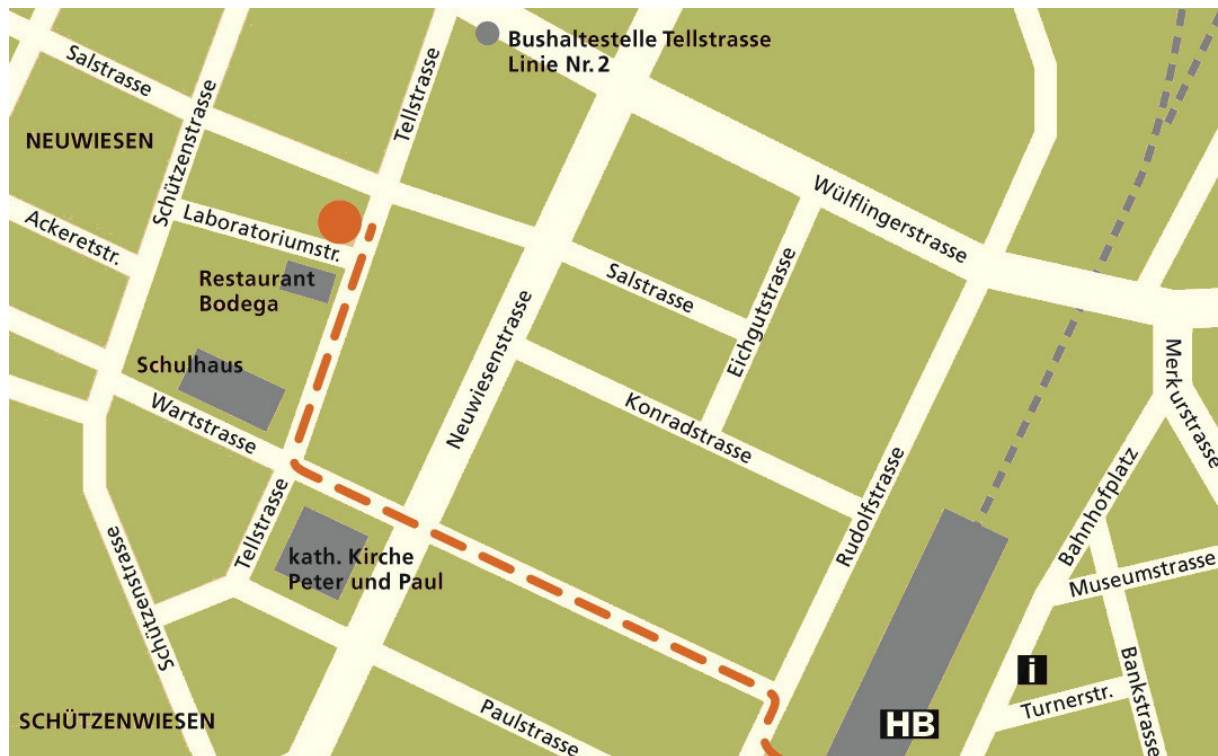 Bushaltestelle Tellstrasse
Linie Nr. 2
Salstrasse
Tellstrasse
Schützenstrasse
NEUWIESEN
Wülflingerstrasse
Laboratoriumstr.
Ackeretstr.
Restaurant
Bodega
Salstrasse
Eichgutstrasse
Neuwiesenstrasse
Schulhaus
Wartstrasse
Konradstrasse
Merkurstrasse
Rudolfstrasse
Bahnhofplatz
Tellstrasse
kath. Kirche
Peter und Paul
Schützenstrasse
Museumstrasse
i
Bankstrasse
Turnerstr.
HB
Paulstrasse
SCHÜTZENWIESEN